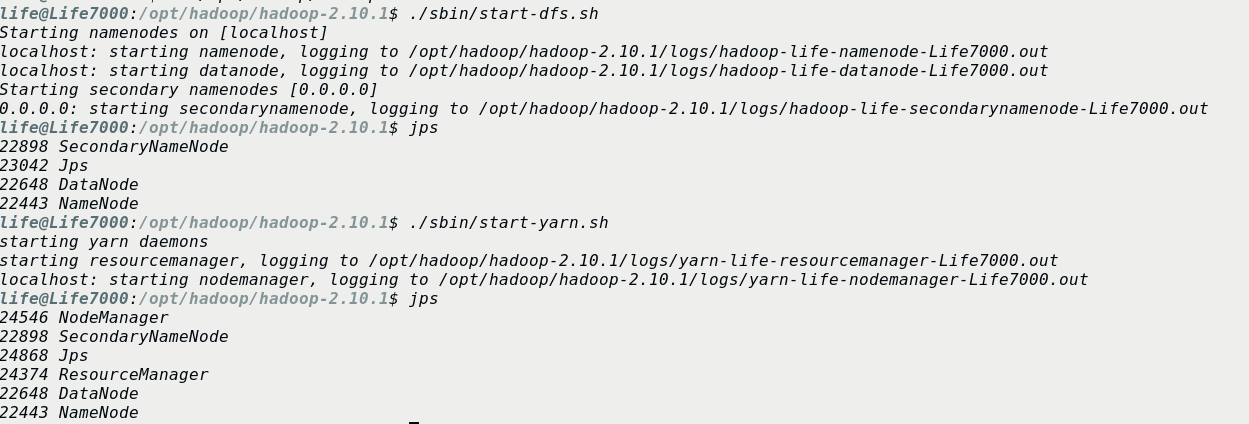 life@Life7000:/opt/hadoop/hadoop-2.10.1$ ./sbin/start-dfs.sh
Starting namenodes on [localhost]
localhost: starting namenode, logging to /opt/hadoop/hadoop-2.10.1/logs/hadoop-life-namenode-Life7000.out
localhost: starting datanode, logging to /opt/hadoop/hadoop-2.10.1/logs/hadoop-life-datanode-Life7000.out
Starting secondary namenodes [0.0.0.0]
0.0.0.0: starting secondarynamenode, logging to /opt/hadoop/hadoop-2.10.1/logs/hadoop-life-secondarynamenode-Life7000.out
life@Life7000:/opt/hadoop/hadoop-2.10.1$ jps
22898 SecondaryNameNode
23042 Jps
22648 DataNode
22443 NameNode
life@Life7000:/opt/hadoop/hadoop-2.10.1$ ./sbin/start-yarn.sh
starting yarn daemons
starting resourcemanager, logging to /opt/hadoop/hadoop-2.10.1/logs/yarn-life-resourcemanager-Life7000.out
localhost: starting nodemanager, logging to /opt/hadoop/hadoop-2.10.1/logs/yarn-life-nodemanager-Life7000.out
life@Life7000:/opt/hadoop/hadoop-2.10.1$ jps
24546 NodeManager
22898 SecondaryNameNode
24868 Jps
24374 ResourceManager
22648 DataNode
22443 NameNode